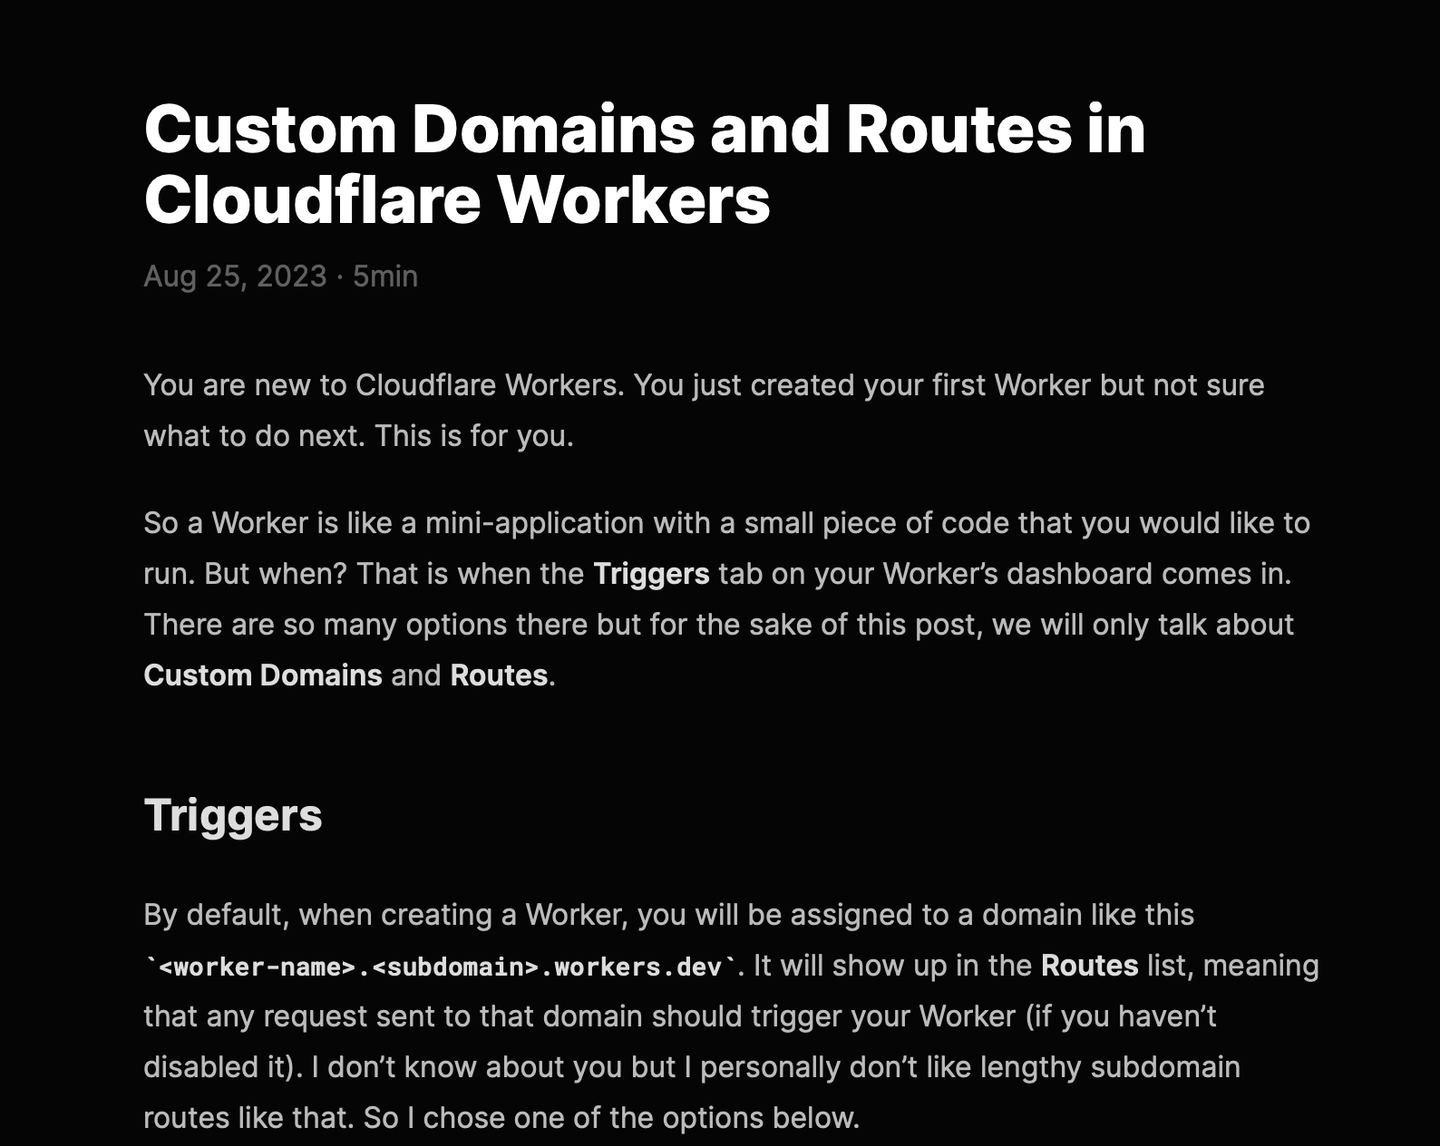 Custom Domains and Routes in
Cloudflare Workers
Aug 25, 2023 · 5min
You are new to Cloudflare Workers. You just created your first Worker but not sure
what to do next. This is for you.
So a Worker is like a mini-application with a small piece of code that you would like to
run. But when? That is when the Triggers tab on your Worker’s dashboard comes in.
There are so many options there but for the sake of this post, we will only talk about
Custom Domains and Routes.
Triggers
By default, when creating a Worker, you will be assigned to a domain like this
`<worker-name>.<subdomain>.workers.dev`. It will show up in the Routes list, meaning
that any request sent to that domain should trigger your Worker (if you haven’t
disabled it). I don’t know about you but I personally don’t like lengthy subdomain
routes like that. So I chose one of the options below.